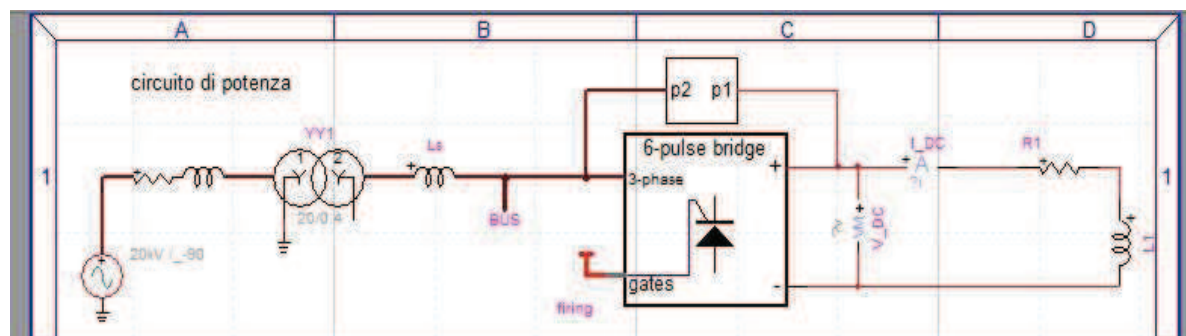 A B C D
circuito di potenza
p2 p1
YY1
Ls
6-pulse bridge
I_DC
R1
1
1 2
3-phase
+
A
1
?i
BUS
20/0.4
V_DC
L1
20kV /_-90
gates
-
firing